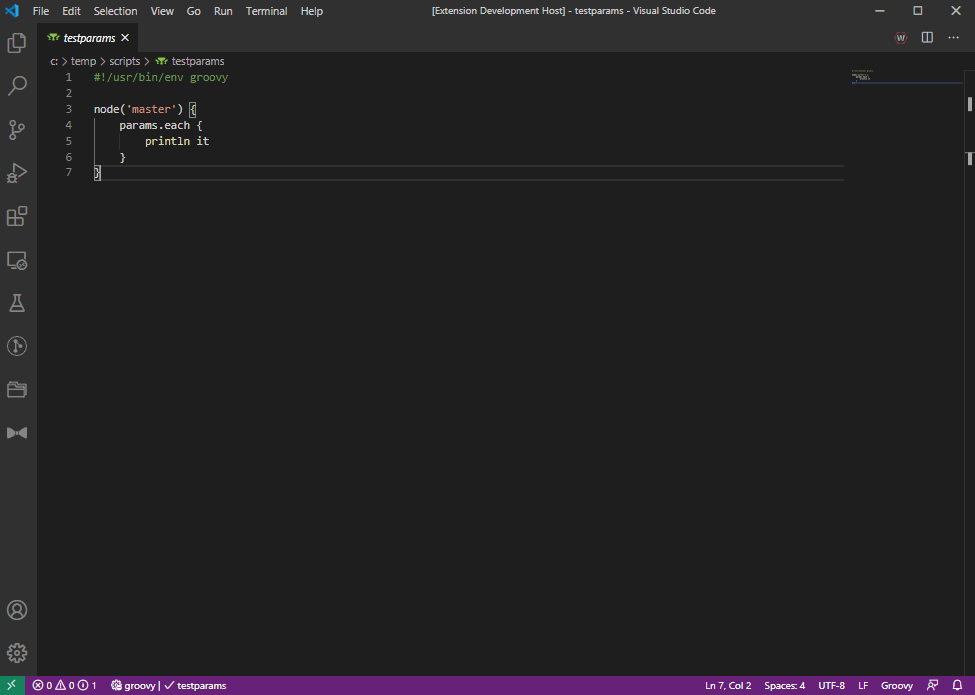 File Edit Selection View Go Run Terminal Help [Extension Development Host] - testparams - Visual Studio Code
testparams
W
c: > temp > scripts > testparams
1 #!/usr/bin/env groovy
2
3 node('master') {
4 params.each {
5 println it
6 }
7 }
0 0 1 groovy | testparams Ln 7, Col 2 Spaces: 4 UTF-8 LF Groovy